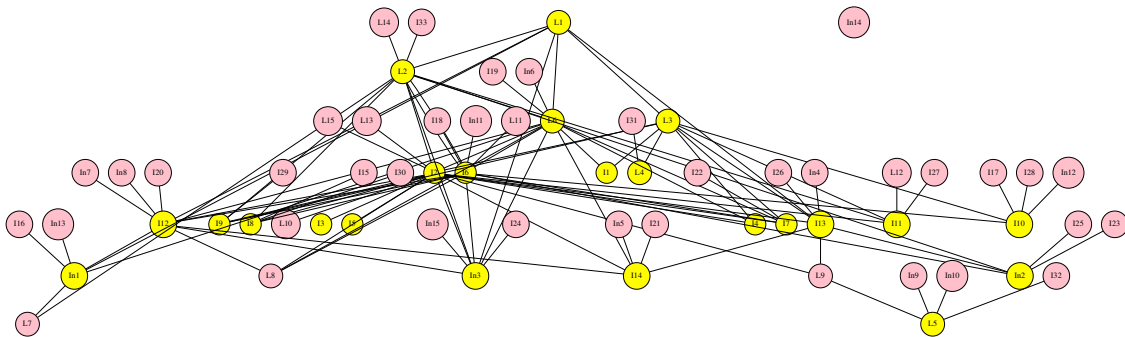 L14 I33 L1 In14
L2 I19 In6
L15 L13 I18 In11 L11 L6 I31 L3
In7 In8 I20 I29 I15 I30 I6 I1 L4 I22 I26 In4 L12 I27 I17 I28 In12
I16 In13 I12 I9 I8 L10 I3 I5 In15 I24 In5 I21 I7 I13 I11 I10 I25 I23
In1 L8 In3 I14 L9 In9 In10 In2 I32
L7 L5